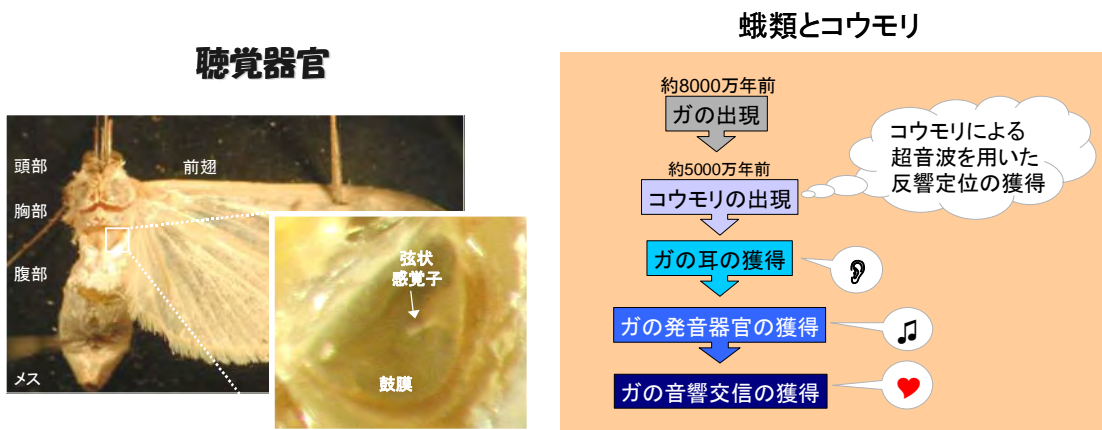 聴覚器官
頭部
前翅
胸部
腹部
メス
弦状
感覚子
鼓膜
蛾類とコウモリ
約8000万年前
ガの出現
約5000万年前
コウモリの出現
コウモリによる
超音波を用いた
反響定位の獲得
ガの耳の獲得
ガの発音器官の獲得
ガの音響交信の獲得